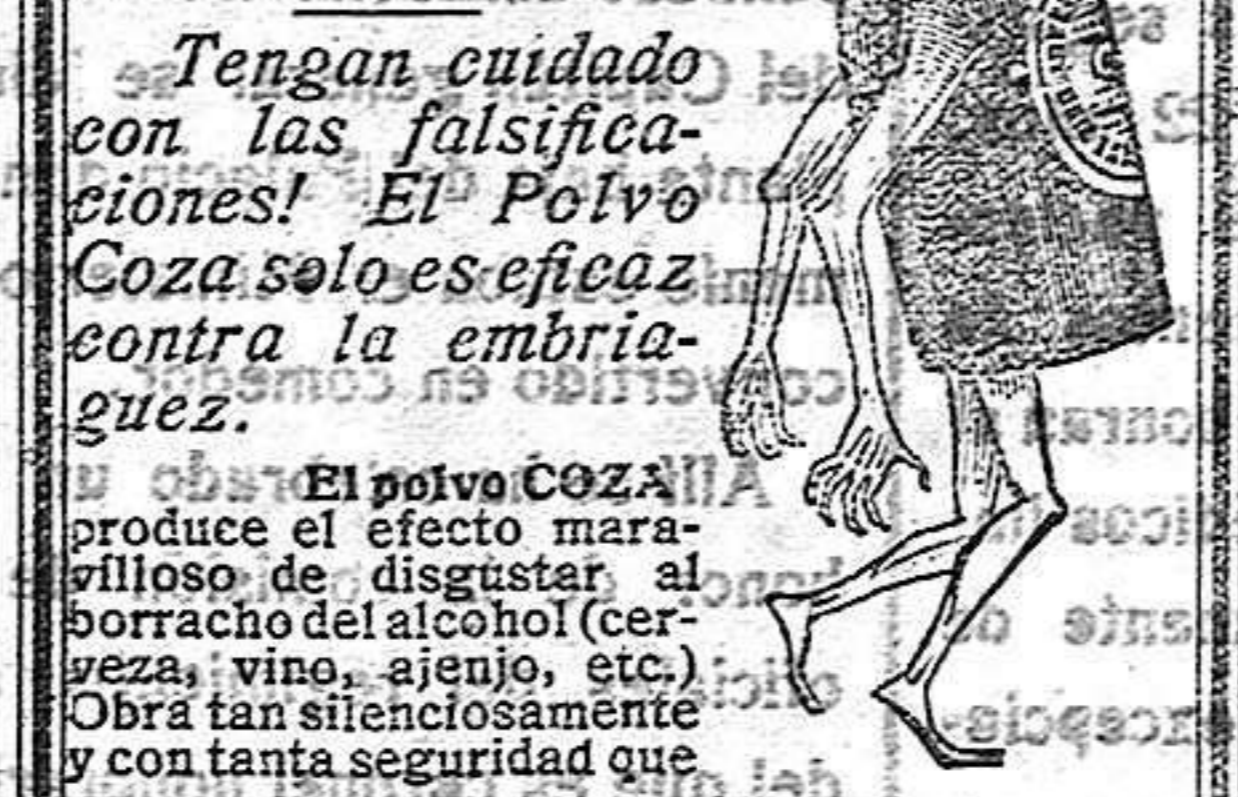 Tengan cuidado
con las falsifica-
ciones! El Polvo
Coza solo es eficaz
contra la embria-
guez.
El polvo COZA
produce el efecto mara-
villoso de disgustar al
borracho del alcohol (cer-
veza, vino, ajenjo, etc.)
Obra tan silenciosamente
y con tanta seguridad que